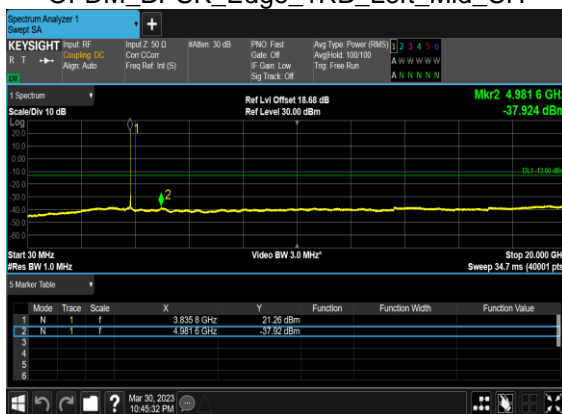 Spectrum Analyzer 1
Swept SA
+
KEYSIGHT Input: RF Input Z: 50 Ω #Atten: 30 dB PNO: Fast Avg Type: Power (RMS) 1 2 3 4 5 6
R T Coupling: DC Corr CCorr Gate: Off Avg|Hold: 100/100 A W W W W W
Align: Auto Freq Ref: Int (S) IF Gain: Low Trig: Free Run
LXI Sig Track: Off A N N N N N
1 Spectrum Ref Lvl Offset 18.68 dB Mkr2 4.981 6 GHz
Scale/Div 10 dB Ref Level 30.00 dBm -37.924 dBm
Log
1
20.0
10.0
0.00
-10.0 DL1 -13.00 dBm
-20.0
-30.0 2
-40.0
-50.0
-60.0
Start 30 MHz Video BW 3.0 MHz* Stop 20.000 GHz
#Res BW 1.0 MHz Sweep 34.7 ms (40001 pts)
5 Marker Table
Mode Trace Scale X Y Function Function Width Function Value
1 N 1 f 3.835 8 GHz 21.26 dBm
2 N 1 f 4.981 6 GHz -37.92 dBm
3
4
5
6
? Mar 30, 2023
10:45:32 PM